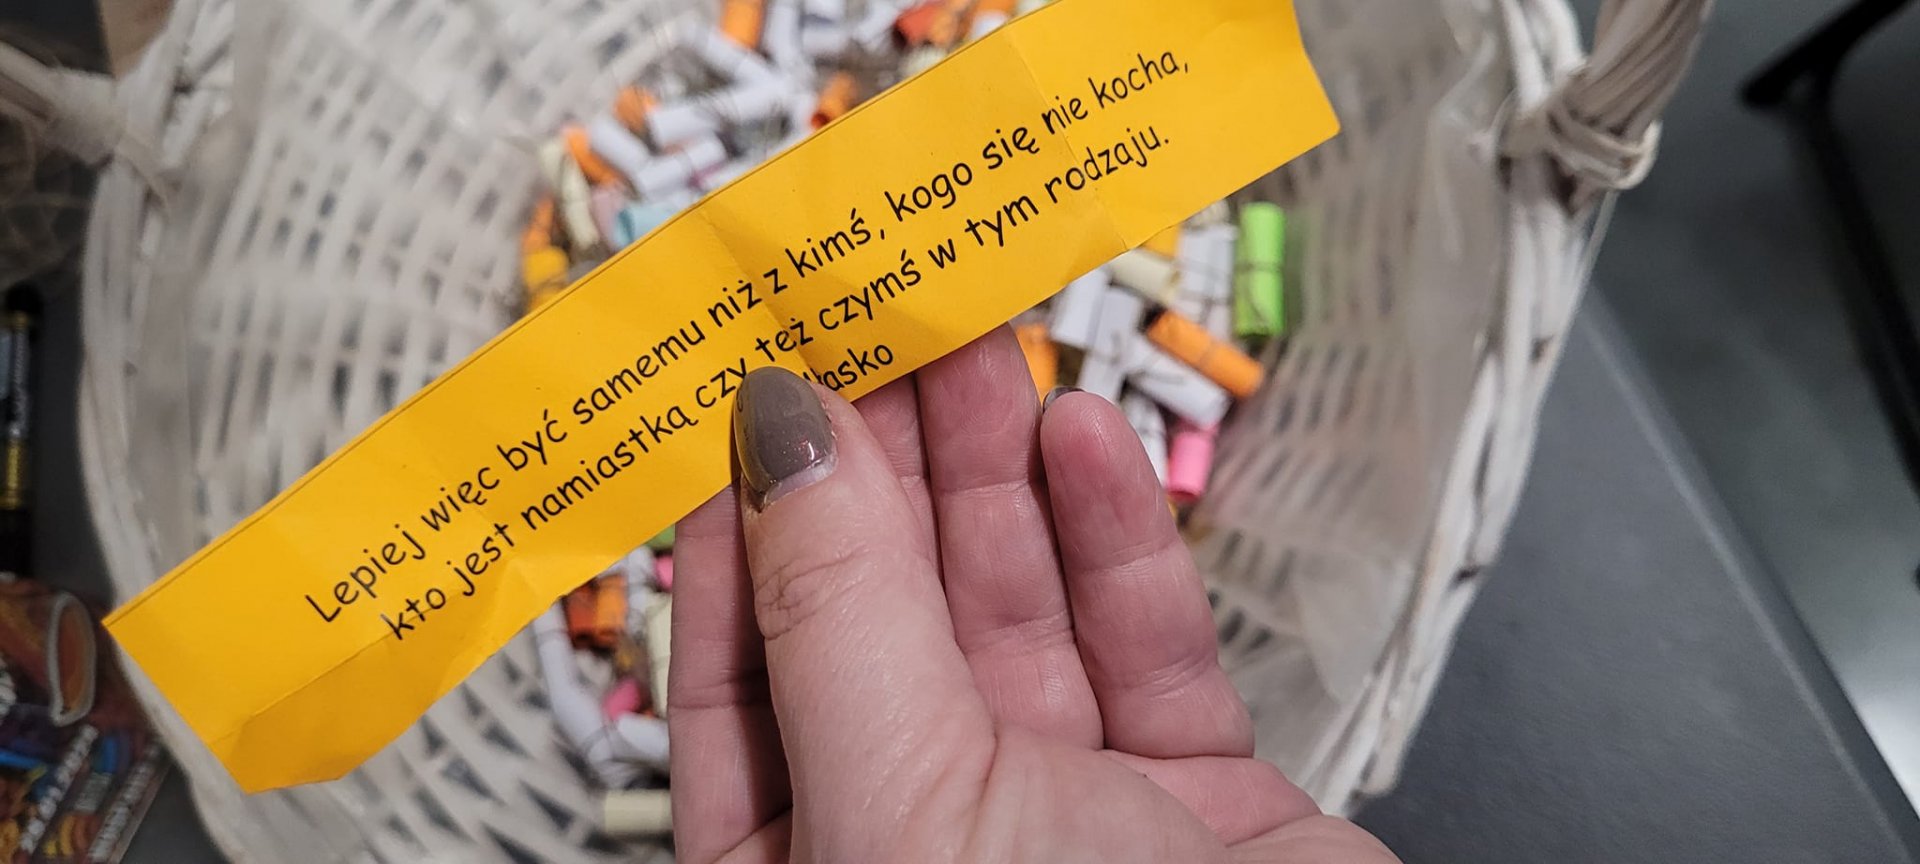 Lepiej więc być samemu niż z kimś, kogo się nie kocha,
kto jest namiastką czy też czymś w tym rodzaju.